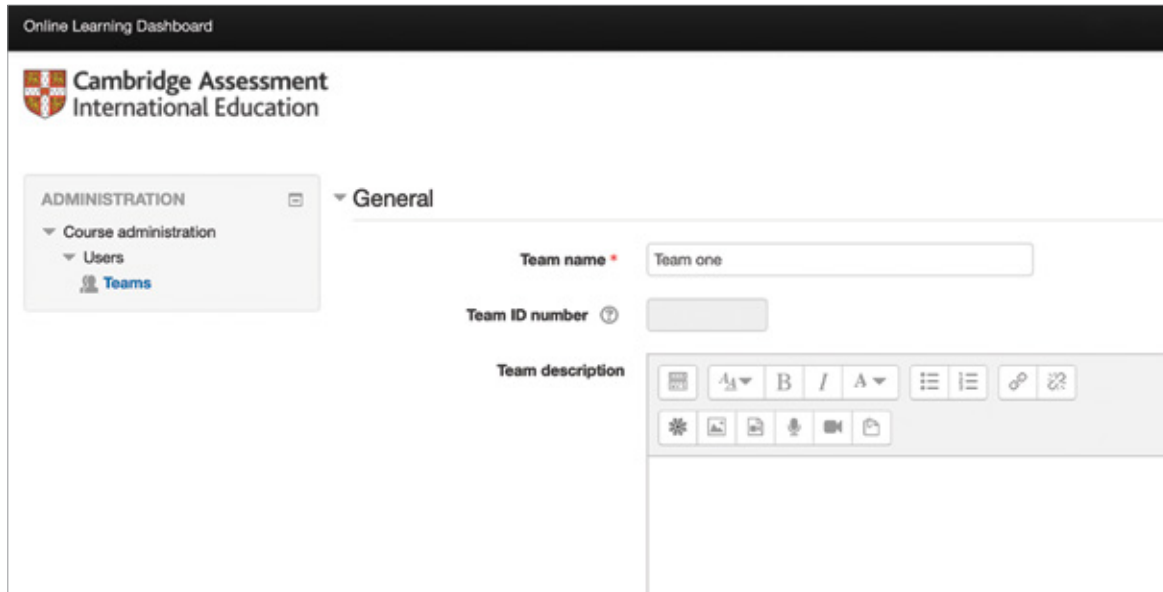 Online Learning Dashboard
Cambridge Assessment
International Education
ADMINISTRATION
Course administration
Users
Teams
General
Team name *
Team one
Team ID number
Team description